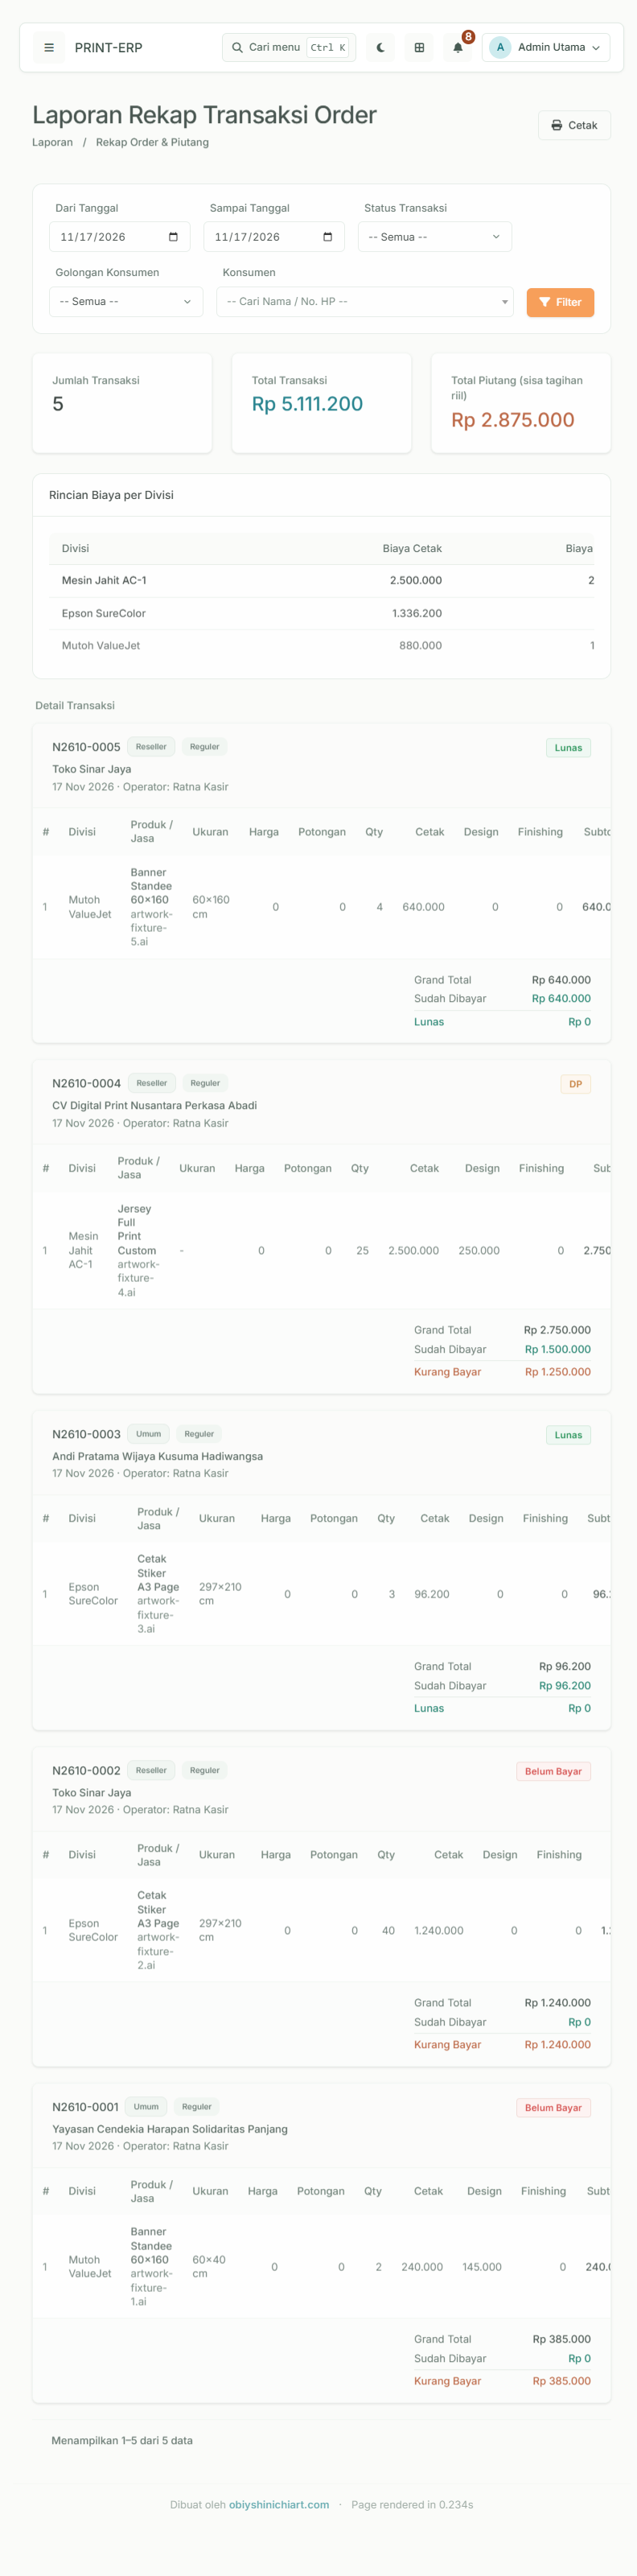 PRINT-ERP
Cari menu Ctrl K
8
A Admin Utama
Laporan Rekap Transaksi Order
Laporan / Rekap Order & Piutang
Cetak
Dari Tanggal Sampai Tanggal Status Transaksi
11/17/2026 11/17/2026 -- Semua --
Golongan Konsumen Konsumen
-- Semua -- -- Cari Nama / No. HP -- Filter
Jumlah Transaksi
5
Total Transaksi
Rp 5.111.200
Total Piutang (sisa tagihan
riil)
Rp 2.875.000
Rincian Biaya per Divisi
Divisi Biaya Cetak Biaya
Mesin Jahit AC-1 2.500.000 2
Epson SureColor 1.336.200
Mutoh ValueJet 880.000 1
Detail Transaksi
N2610-0005 Reseller Reguler Lunas
Toko Sinar Jaya
17 Nov 2026 · Operator: Ratna Kasir
# Divisi Produk / Jasa Ukuran Harga Potongan Qty Cetak Design Finishing Subto
1 Mutoh ValueJet Banner Standee 60×160 artwork-fixture-5.ai 60×160 cm 0 0 4 640.000 0 0 640.0
Grand Total Rp 640.000
Sudah Dibayar Rp 640.000
Lunas Rp 0
N2610-0004 Reseller Reguler DP
CV Digital Print Nusantara Perkasa Abadi
17 Nov 2026 · Operator: Ratna Kasir
# Divisi Produk / Jasa Ukuran Harga Potongan Qty Cetak Design Finishing Sub
1 Mesin Jahit AC-1 Jersey Full Print Custom artwork-fixture-4.ai - 0 0 25 2.500.000 250.000 0 2.750
Grand Total Rp 2.750.000
Sudah Dibayar Rp 1.500.000
Kurang Bayar Rp 1.250.000
N2610-0003 Umum Reguler Lunas
Andi Pratama Wijaya Kusuma Hadiwangsa
17 Nov 2026 · Operator: Ratna Kasir
# Divisi Produk / Jasa Ukuran Harga Potongan Qty Cetak Design Finishing Subt
1 Epson SureColor Cetak Stiker A3 Page artwork-fixture-3.ai 297×210 cm 0 0 3 96.200 0 0 96.
Grand Total Rp 96.200
Sudah Dibayar Rp 96.200
Lunas Rp 0
N2610-0002 Reseller Reguler Belum Bayar
Toko Sinar Jaya
17 Nov 2026 · Operator: Ratna Kasir
# Divisi Produk / Jasa Ukuran Harga Potongan Qty Cetak Design Finishing
1 Epson SureColor Cetak Stiker A3 Page artwork-fixture-2.ai 297×210 cm 0 0 40 1.240.000 0 0 1.
Grand Total Rp 1.240.000
Sudah Dibayar Rp 0
Kurang Bayar Rp 1.240.000
N2610-0001 Umum Reguler Belum Bayar
Yayasan Cendekia Harapan Solidaritas Panjang
17 Nov 2026 · Operator: Ratna Kasir
# Divisi Produk / Jasa Ukuran Harga Potongan Qty Cetak Design Finishing Subt
1 Mutoh ValueJet Banner Standee 60×160 artwork-fixture-1.ai 60×40 cm 0 0 2 240.000 145.000 0 240.0
Grand Total Rp 385.000
Sudah Dibayar Rp 0
Kurang Bayar Rp 385.000
Menampilkan 1–5 dari 5 data
Dibuat oleh obiyshinichiart.com · Page rendered in 0.234s